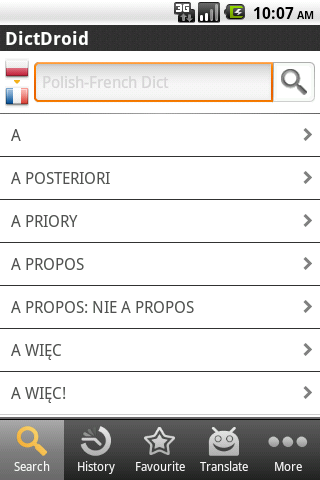 3G
10:07 AM
DictDroid
Polish-French Dict
A
A POSTERIORI
A PRIORY
A PROPOS
A PROPOS: NIE A PROPOS
A WIĘC
A WIĘC!
Search
History
Favourite
Translate
More